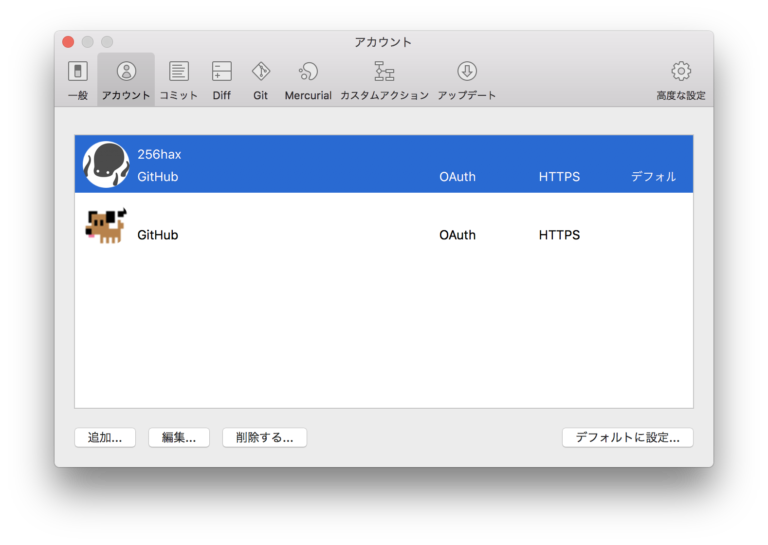 アカウント
一般 アカウント コミット Diff Git Mercurial カスタムアクション アップデート 高度な設定
256hax
GitHub OAuth HTTPS デフォル
GitHub OAuth HTTPS
追加... 編集... 削除する... デフォルトに設定...